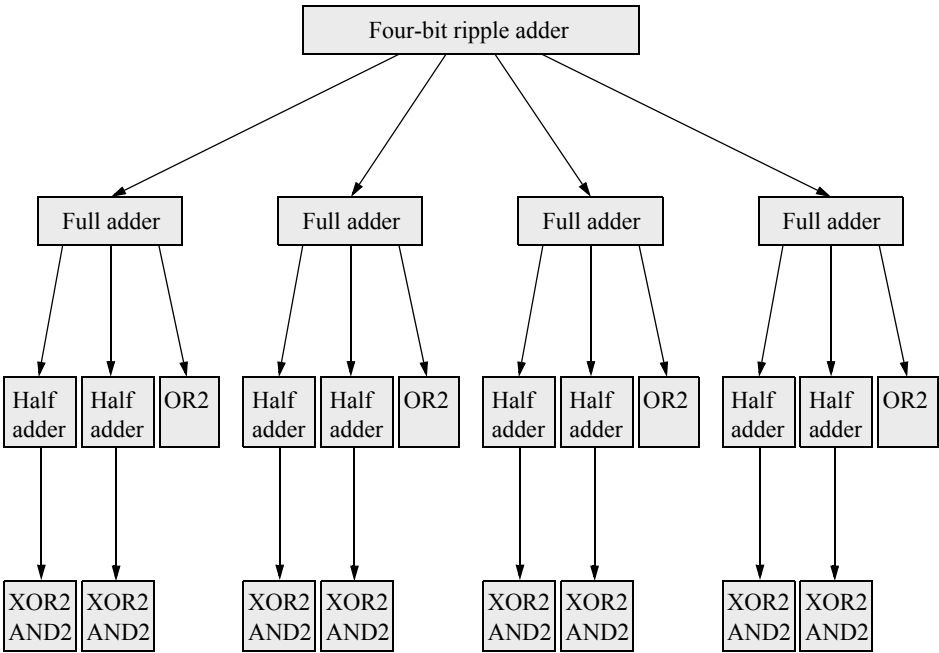 Four-bit ripple adder
Full adder
Full adder
Full adder
Full adder
Half
adder
Half
adder
OR2
Half
adder
Half
adder
OR2
Half
adder
Half
adder
OR2
Half
adder
Half
adder
OR2
XOR2
AND2
XOR2
AND2
XOR2
AND2
XOR2
AND2
XOR2
AND2
XOR2
AND2
XOR2
AND2
XOR2
AND2